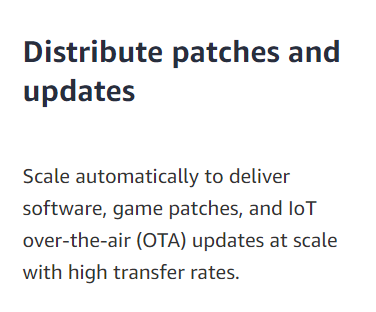 Distribute patches and
updates
Scale automatically to deliver
software, game patches, and IoT
over-the-air (OTA) updates at scale
with high transfer rates.